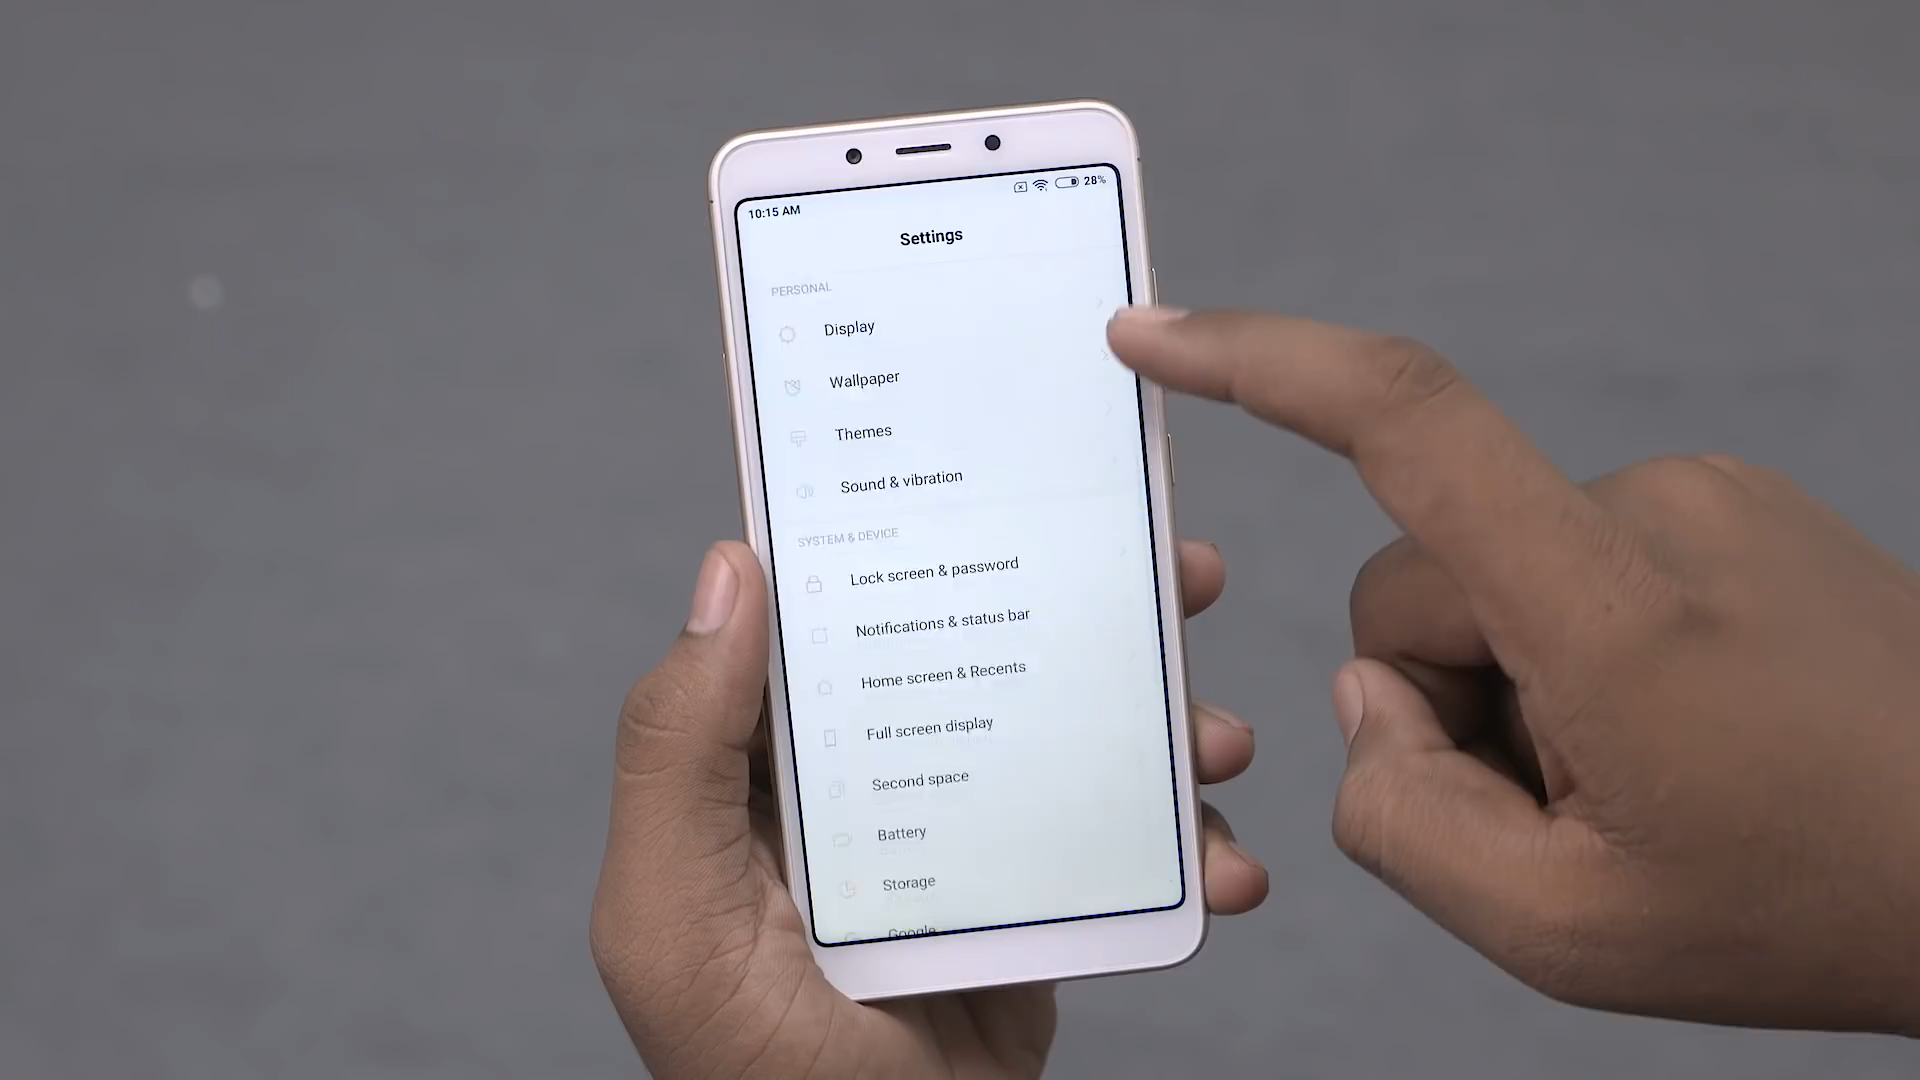 10:15 AM
28%
Settings
PERSONAL
Display
Wallpaper
Themes
Sound & vibration
SYSTEM & DEVICE
Lock screen & password
Notifications & status bar
Home screen & Recents
Full screen display
Second space
Battery
Storage
Google